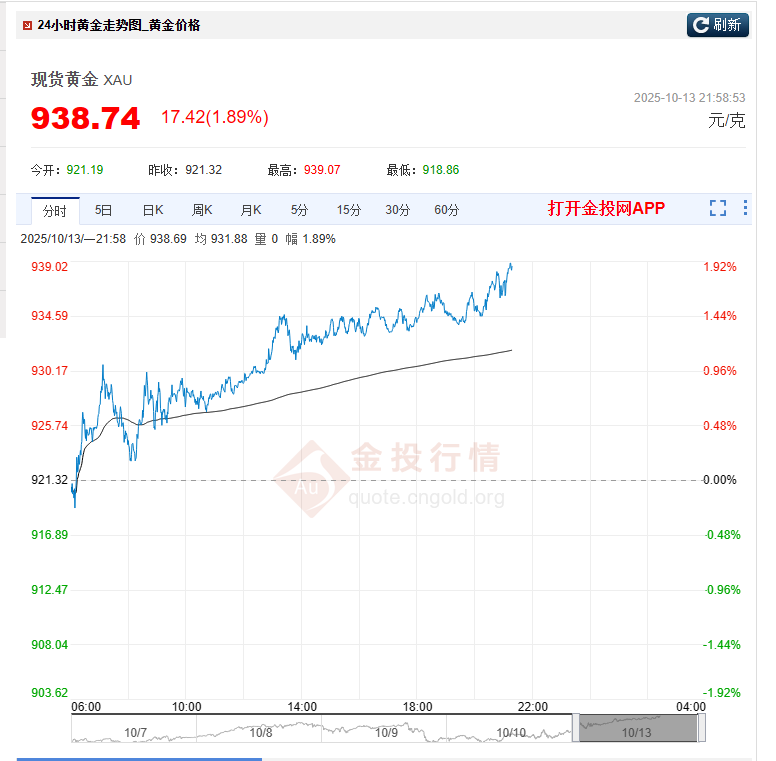 24小时黄金走势图_黄金价格 刷新
现货黄金 XAU
2025-10-13 21:58:53
938.74 17.42(1.89%)
元/克
今开：921.19 昨收：921.32 最高：939.07 最低：918.86
分时 5日 日K 周K 月K 5分 15分 30分 60分 打开金投网APP
2025/10/13/—21:58 价 938.69 均 931.88 量 0 幅 1.89%
939.02 1.92%
934.59 1.44%
930.17 0.96%
925.74 0.48%
金投行情
921.32 0.00%
Au
quote.cngold.org
916.89 -0.48%
912.47 -0.96%
908.04 -1.44%
903.62 -1.92%
06:00 10:00 14:00 18:00 22:00 04:00
10/7 10/8 10/9 10/10 10/13